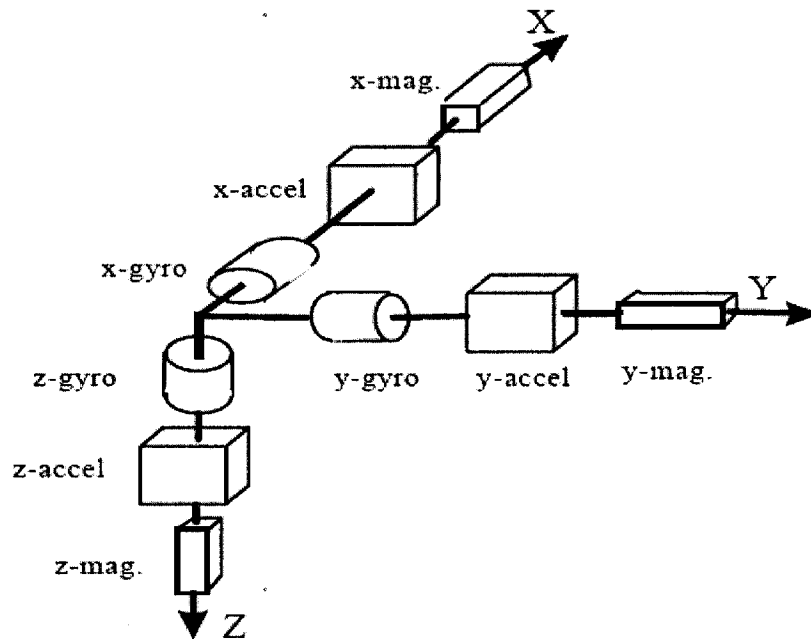 X
x-mag.
x-accel
x-gyro
Y
z-gyro
y-gyro
y-accel
y-mag.
z-accel
z-mag.
Z